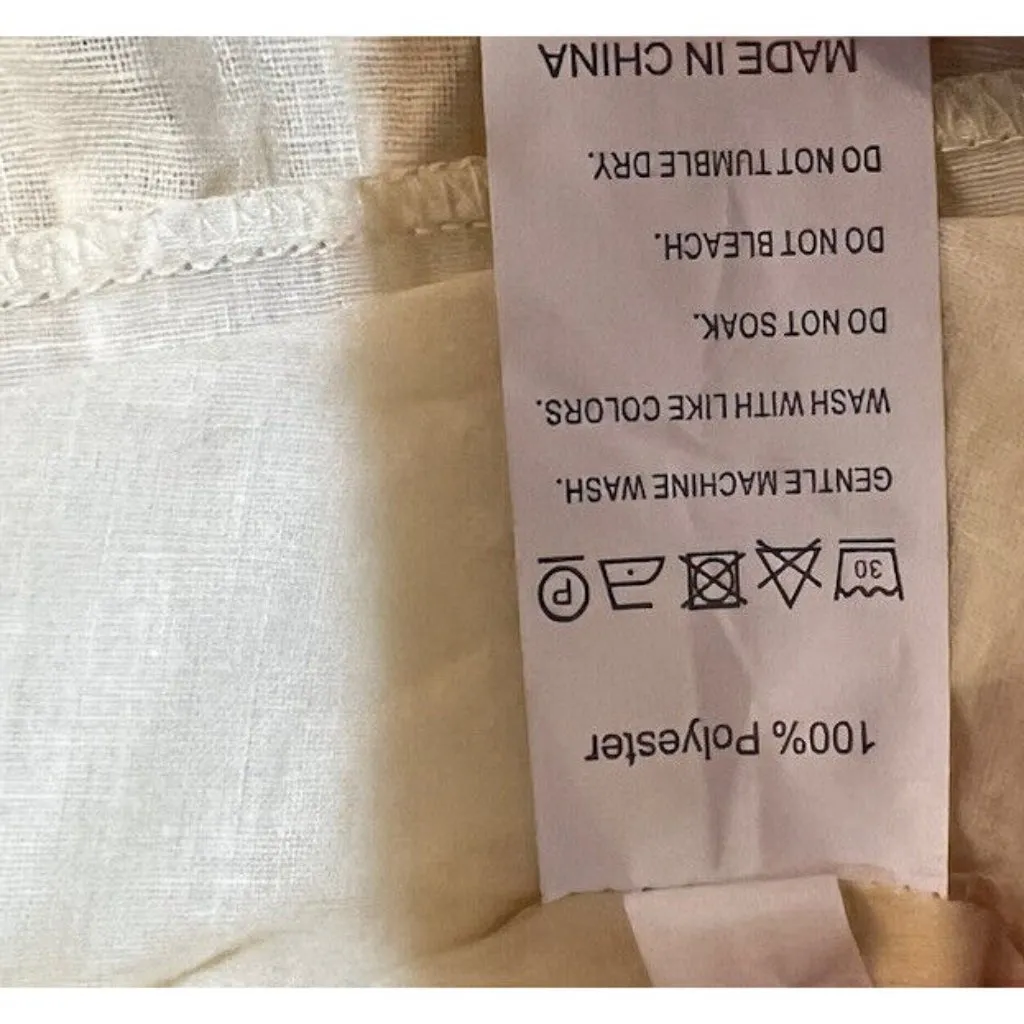 100% Polyester
30 P
GENTLE MACHINE WASH.
WASH WITH LIKE COLORS.
DO NOT SOAK.
DO NOT BLEACH.
DO NOT TUMBLE DRY.
MADE IN CHINA